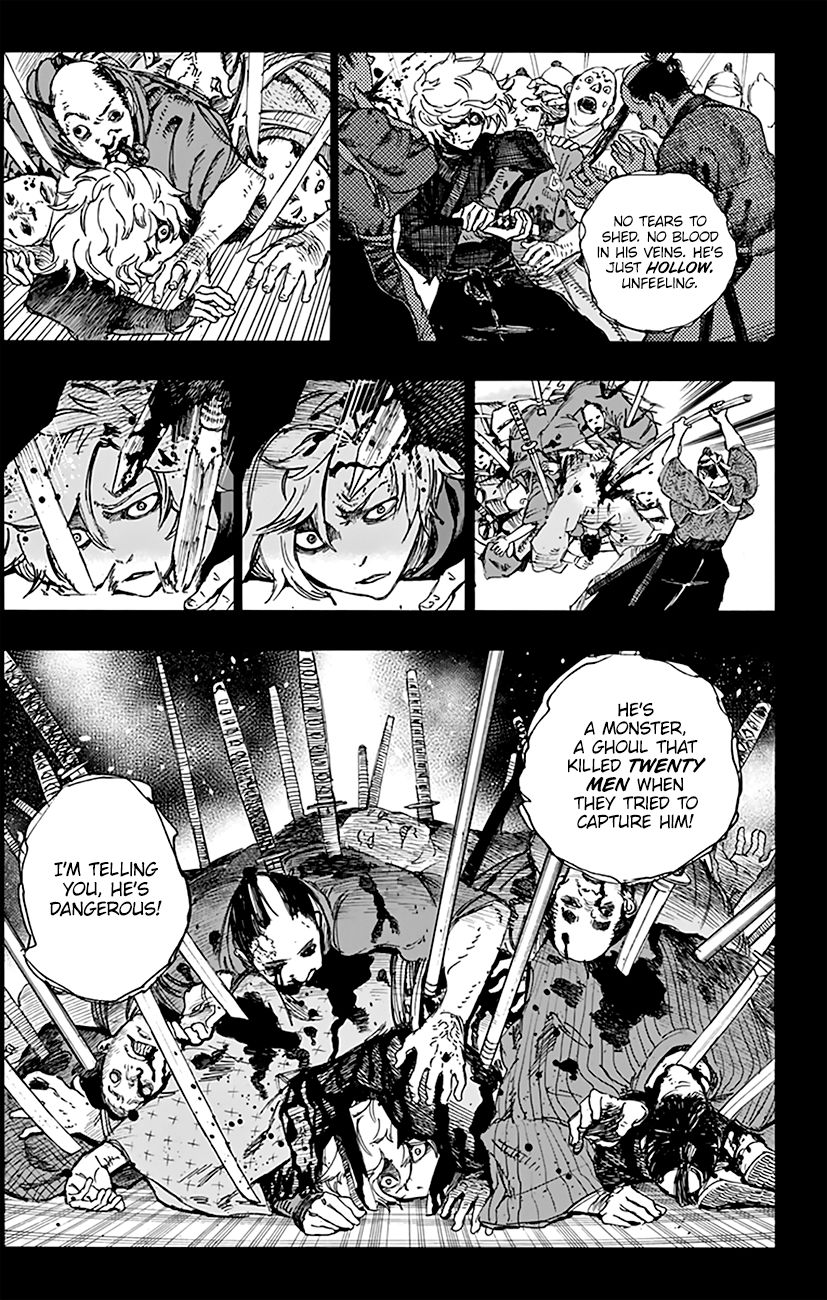 NO TEARS TO
SHED. NO BLOOD
IN HIS VEINS. HE'S
JUST HOLLOW.
UNFEELING.
HE'S
A MONSTER,
A GHOUL THAT
KILLED TWENTY
MEN WHEN
THEY TRIED TO
CAPTURE HIM!
I'M TELLING
YOU, HE'S
DANGEROUS!